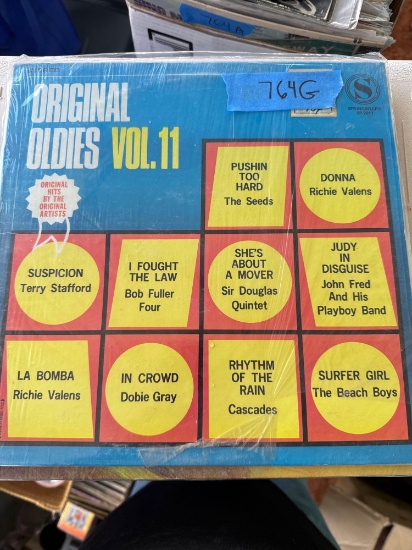 764A
764G
ORIGINAL
OLDIES VOL.11
ORIGINAL
HITS
BY THE
ORIGINAL
ARTISTS
PUSHIN
TOO
HARD
The Seeds
DONNA
Richie Valens
SUSPICION
Terry Stafford
I FOUGHT
THE LAW
Bob Fuller
Four
SHE'S
ABOUT
A MOVER
Sir Douglas
Quintet
JUDY
IN
DISGUISE
John Fred
And His
Playboy Band
LA BOMBA
Richie Valens
IN CROWD
Dobie Gray
RHYTHM
OF THE
RAIN
Cascades
SURFER GIRL
The Beach Boys